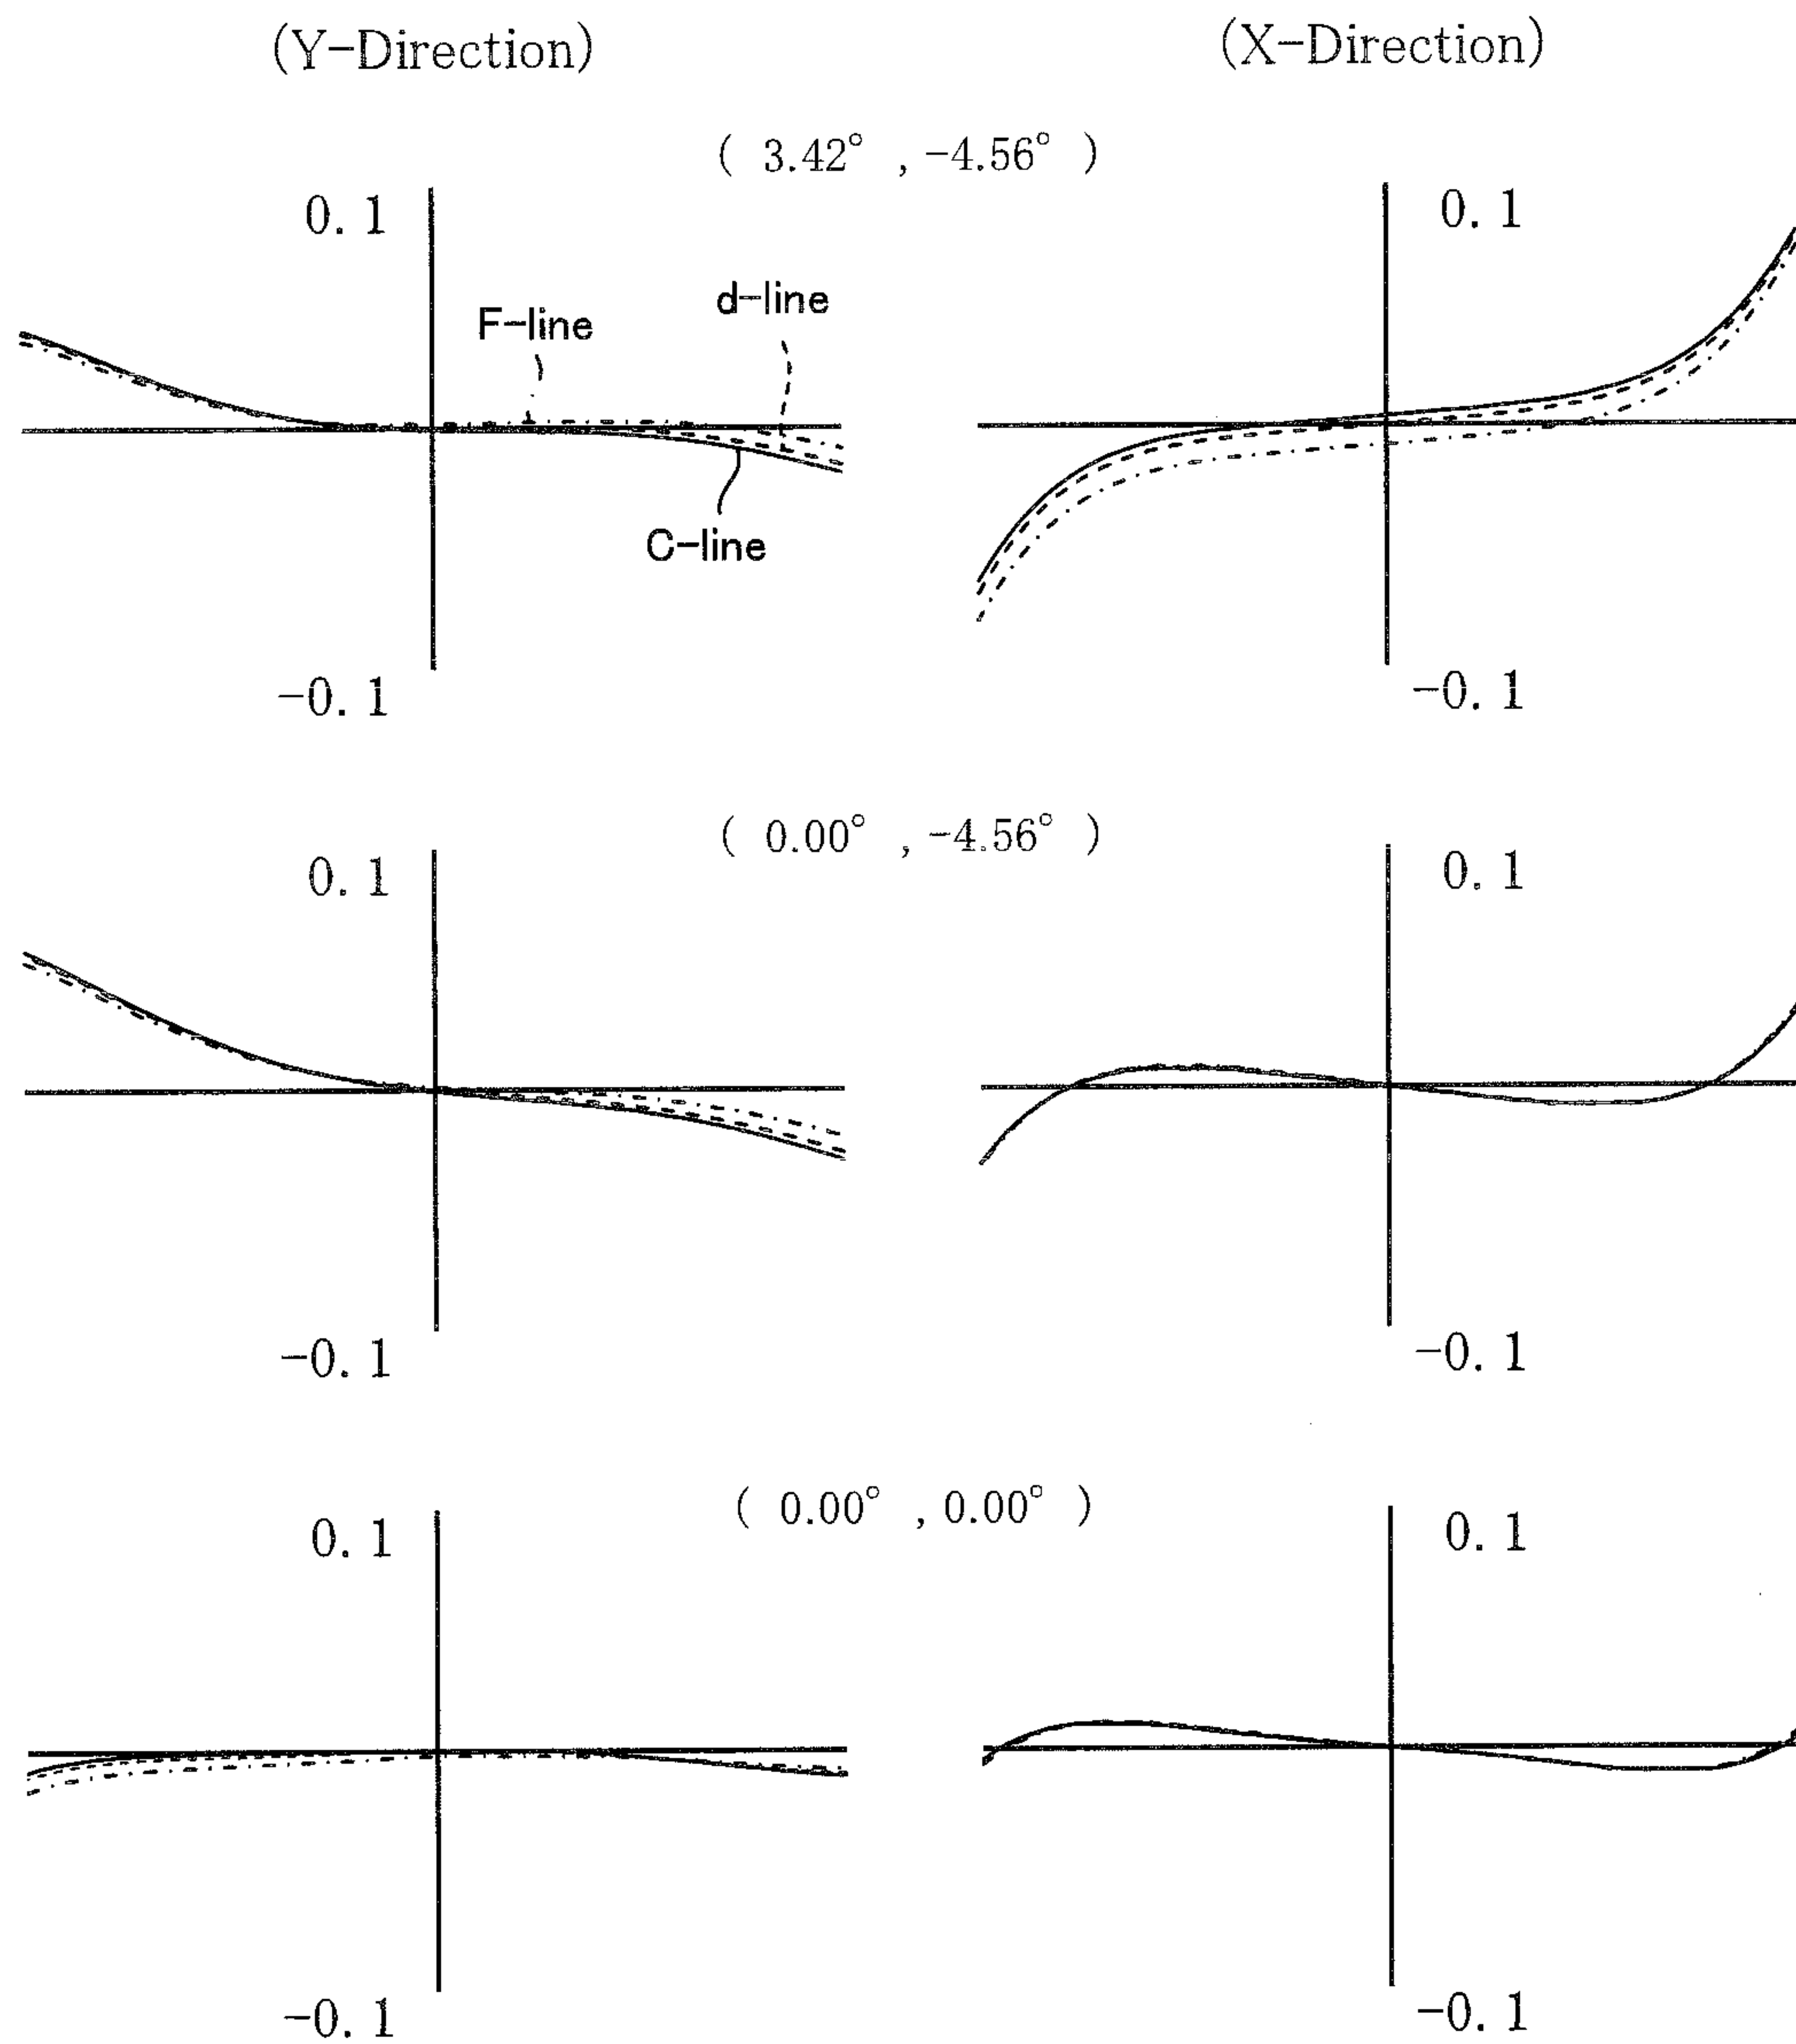 (Y-Direction) (X-Direction)
( 3.42° , -4.56° )
0. 1 0. 1
F-line d-line
C-line
-0. 1 -0. 1
( 0.00° , -4.56° )
0. 1 0. 1
-0. 1 -0. 1
( 0.00° , 0.00° )
0. 1 0. 1
-0. 1 -0. 1